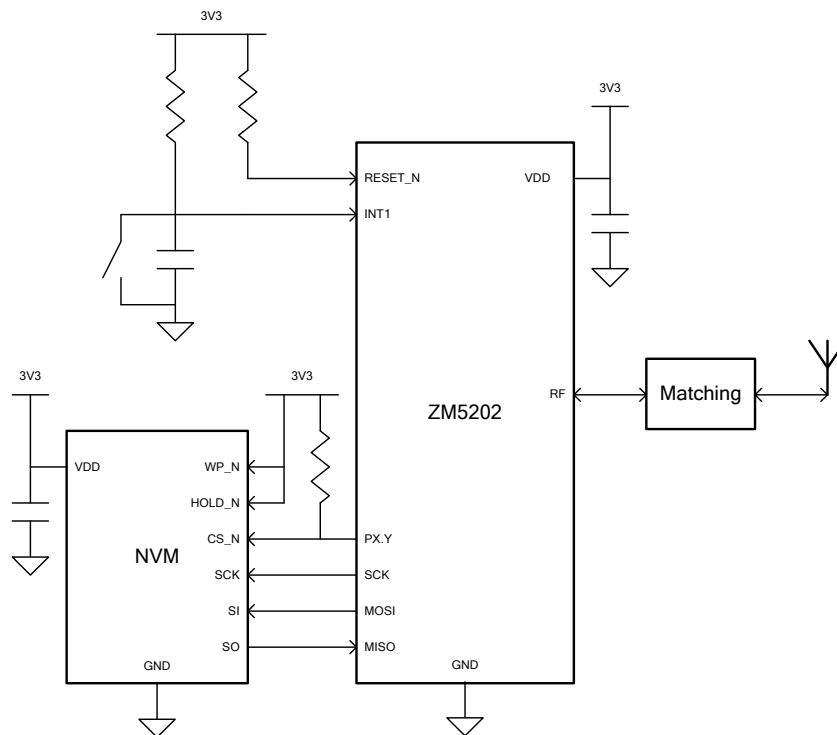 3V3
3V3
RESET_N
VDD
INT1
3V3
3V3
RF
Matching
ZM5202
VDD
WP_N
HOLD_N
CS_N
PX.Y
NVM
SCK
SCK
SI
MOSI
SO
MISO
GND
GND